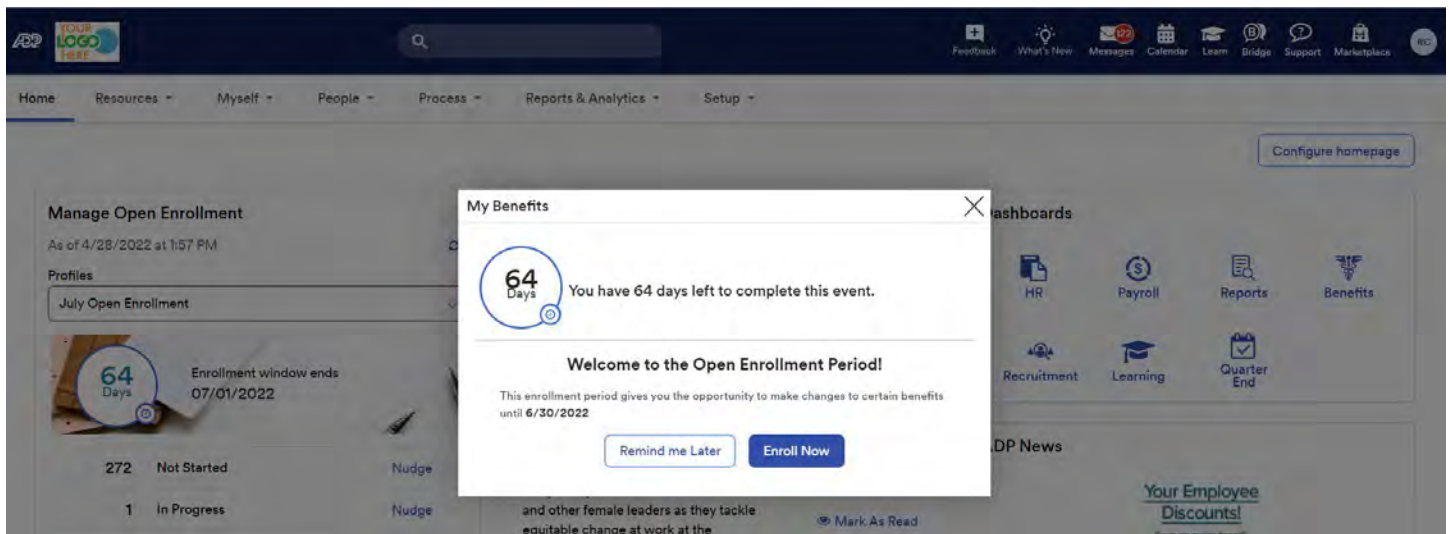 ADP
YOUR
LOGO
HERE
Feedback What's New Messages 122 Calendar Learn Bridge Support Marketplace RC
Home Resources Myself People Process Reports & Analytics Setup
Configure homepage
Manage Open Enrollment
As of 4/28/2022 at 1:57 PM
Profiles
July Open Enrollment
64
Days
Enrollment window ends
07/01/2022
272 Not Started Nudge
1 In Progress Nudge
My Benefits
64
Days
You have 64 days left to complete this event.
Welcome to the Open Enrollment Period!
This enrollment period gives you the opportunity to make changes to certain benefits
until 6/30/2022
Remind me Later Enroll Now
and other female leaders as they tackle
equitable change at work at the
Mark As Read
ashboards
HR Payroll Reports Benefits
Recruitment Learning Quarter
End
DP News
Your Employee
Discounts!